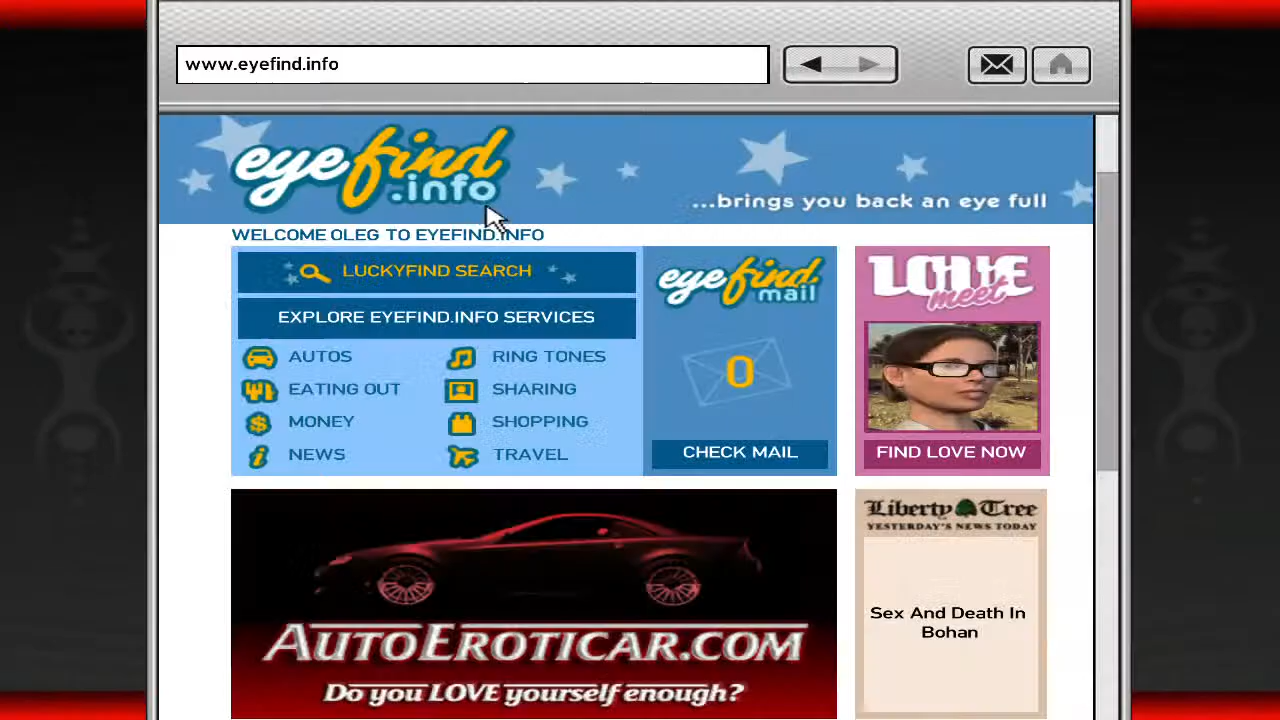 www.eyefind.info
eyefind
.info
...brings you back an eye full
WELCOME OLEG TO EYEFIND.INFO
LUCKYFIND SEARCH
EXPLORE EYEFIND.INFO SERVICES
AUTOS
RING TONES
EATING OUT
SHARING
MONEY
SHOPPING
NEWS
TRAVEL
eyefind
mail
0
CHECK MAIL
LOVE
meet
FIND LOVE NOW
AUTOEROTICAR.COM
Do you LOVE yourself enough?
Liberty Tree
YESTERDAY'S NEWS TODAY
Sex And Death In
Bohan